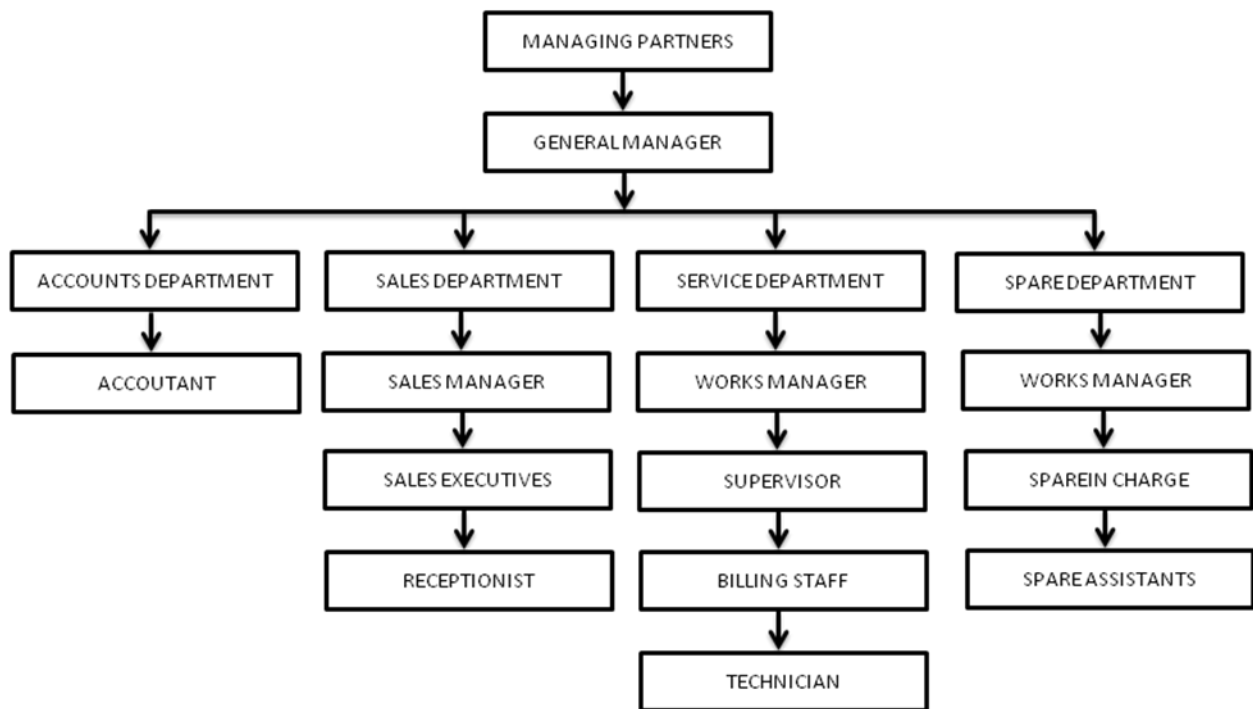 MANAGING PARTNERS
GENERAL MANAGER
ACCOUNTS DEPARTMENT
SALES DEPARTMENT
SERVICE DEPARTMENT
SPARE DEPARTMENT
ACCOUTANT
SALES MANAGER
WORKS MANAGER
WORKS MANAGER
SALES EXECUTIVES
SUPERVISOR
SPAREIN CHARGE
RECEPTIONIST
BILLING STAFF
SPARE ASSISTANTS
TECHNICIAN